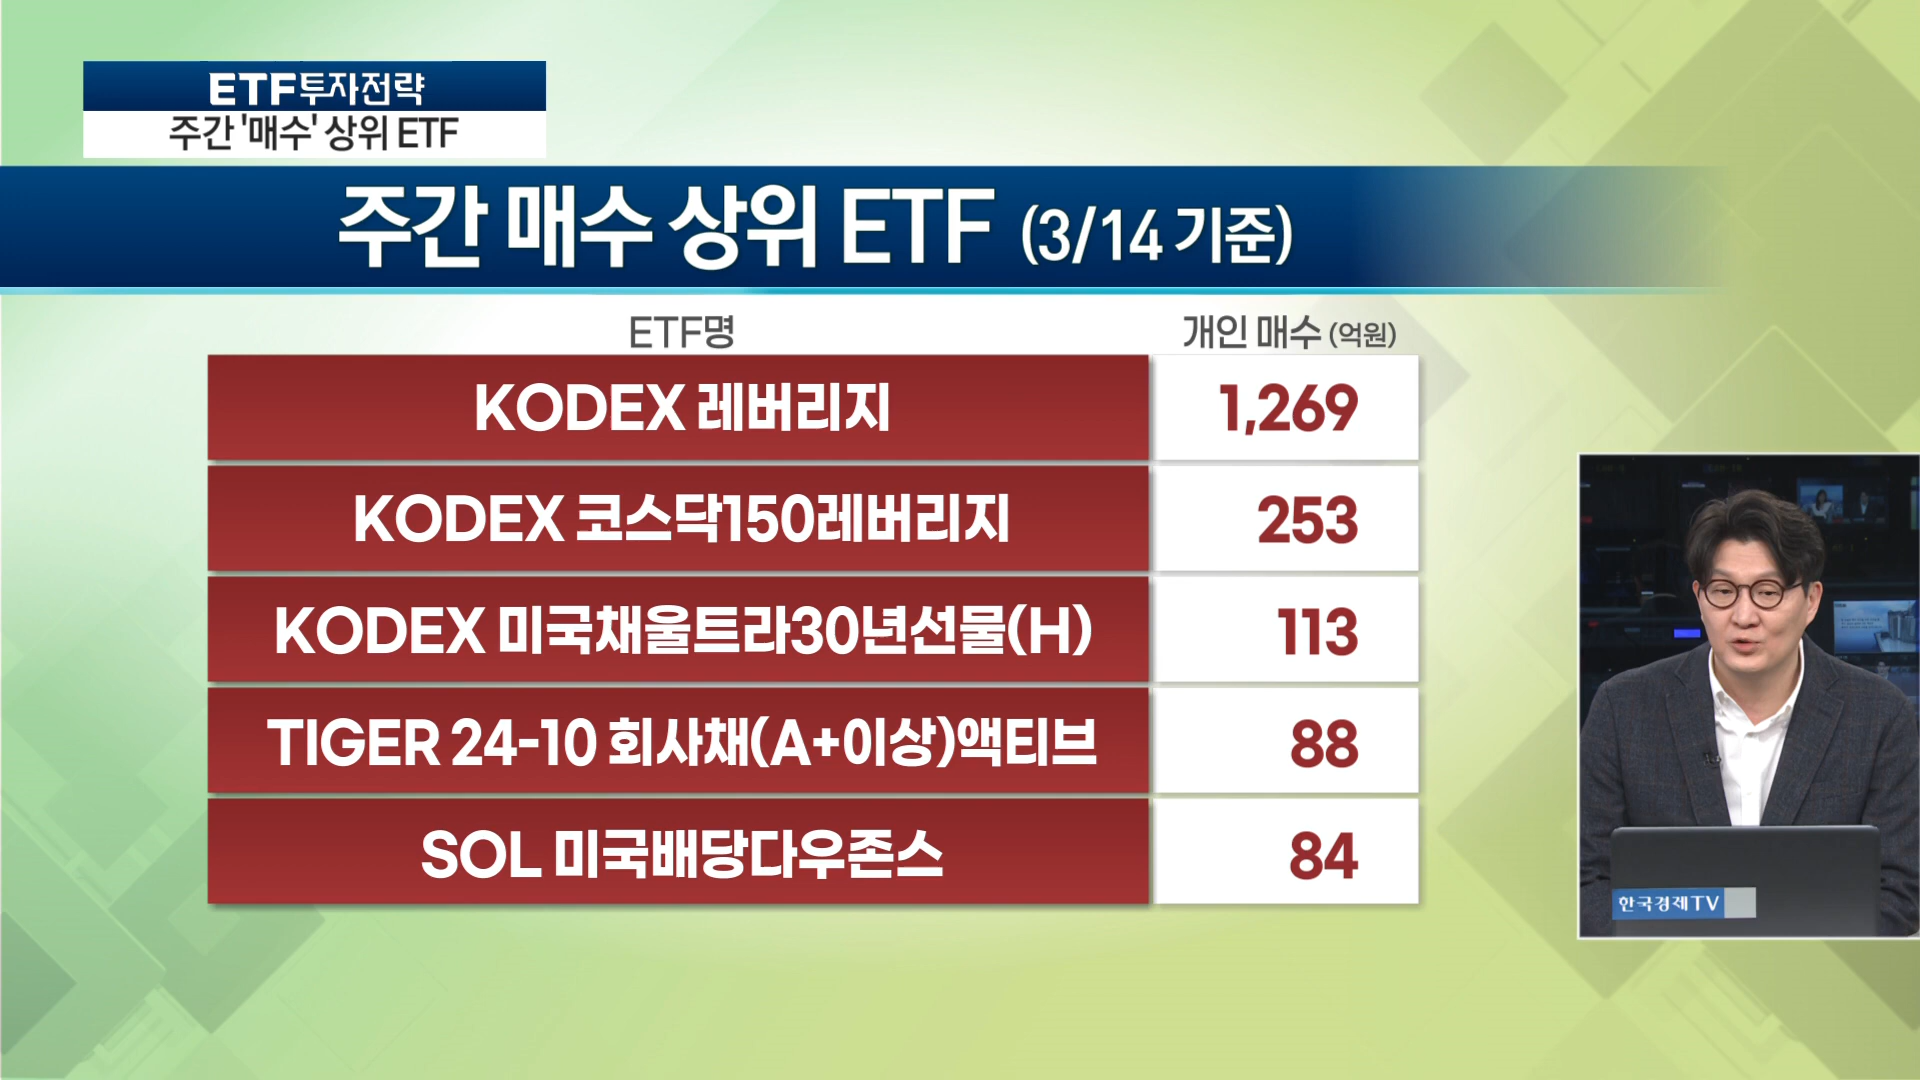 ETF투자전략
주간 '매수' 상위 ETF
주간 매수 상위 ETF (3/14 기준)
ETF명 개인 매수 (억원)
KODEX 레버리지 1,269
KODEX 코스닥150레버리지 253
KODEX 미국채울트라30년선물(H) 113
TIGER 24-10 회사채(A+이상)액티브 88
SOL 미국배당다우존스 84
한국경제TV